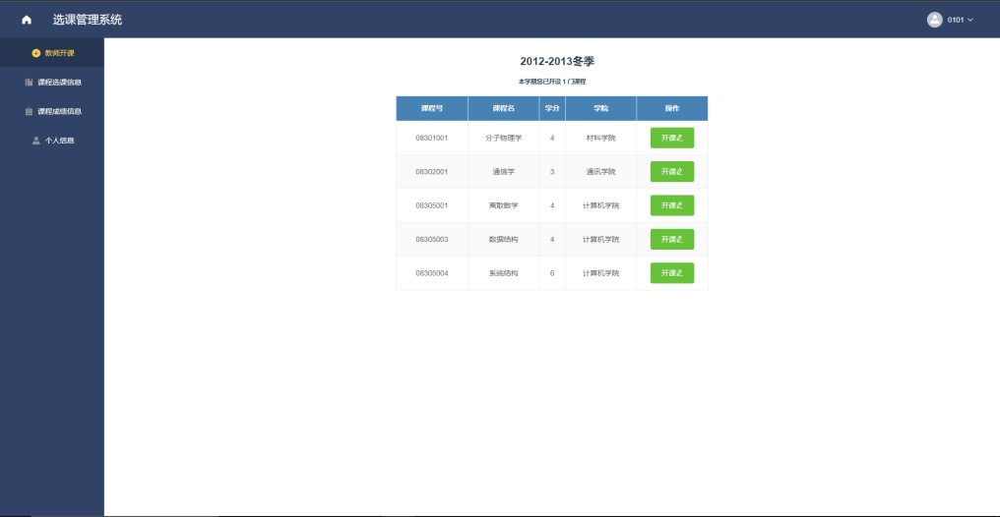 选课管理系统
0101
教师开课
课程选课信息
课程成绩信息
个人信息
2012-2013冬季
本学期您已开设 1 门课程
课程号 课程名 学分 学院 操作
08301001 分子物理学 4 材料学院 开课
08302001 通信学 3 通讯学院 开课
08305001 离散数学 4 计算机学院 开课
08305003 数据结构 4 计算机学院 开课
08305004 系统结构 6 计算机学院 开课